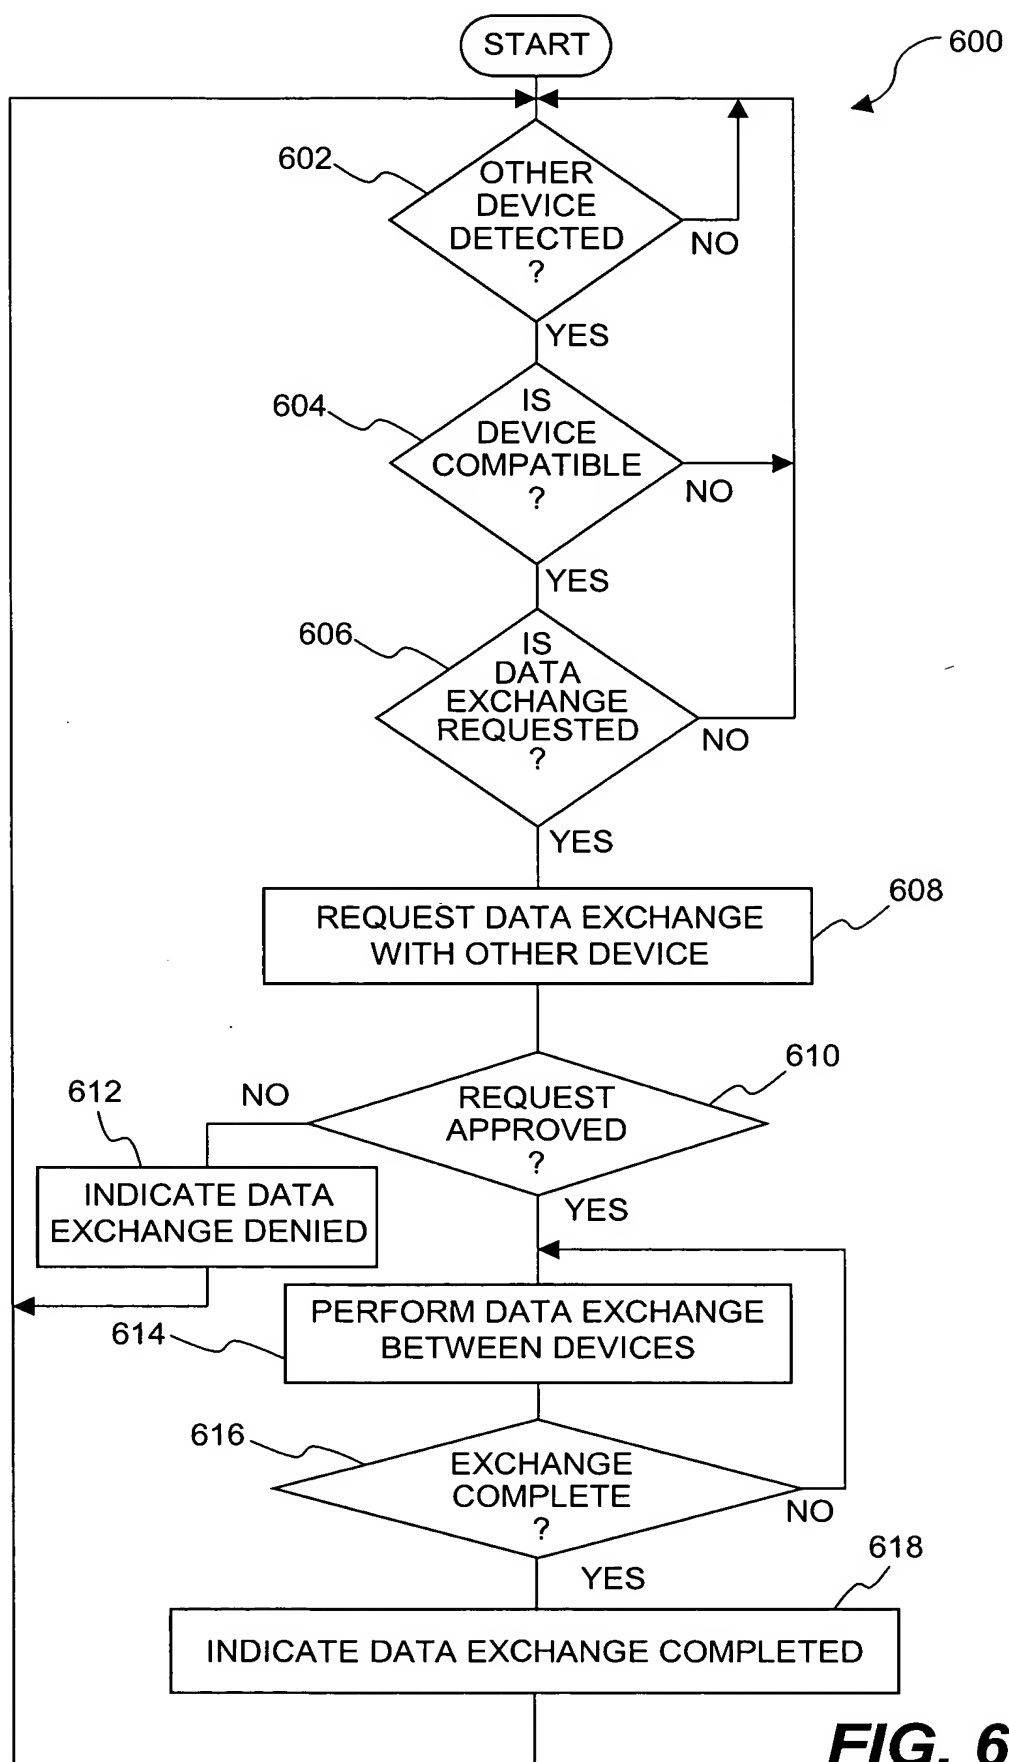 START
600
602
OTHER
DEVICE
DETECTED
?
NO
YES
604
IS
DEVICE
COMPATIBLE
?
NO
YES
606
IS
DATA
EXCHANGE
REQUESTED
?
NO
YES
608
REQUEST DATA EXCHANGE
WITH OTHER DEVICE
610
612
NO
REQUEST
APPROVED
?
INDICATE DATA
EXCHANGE DENIED
YES
PERFORM DATA EXCHANGE
BETWEEN DEVICES
614
616
EXCHANGE
COMPLETE
?
NO
618
YES
INDICATE DATA EXCHANGE COMPLETED
FIG. 6